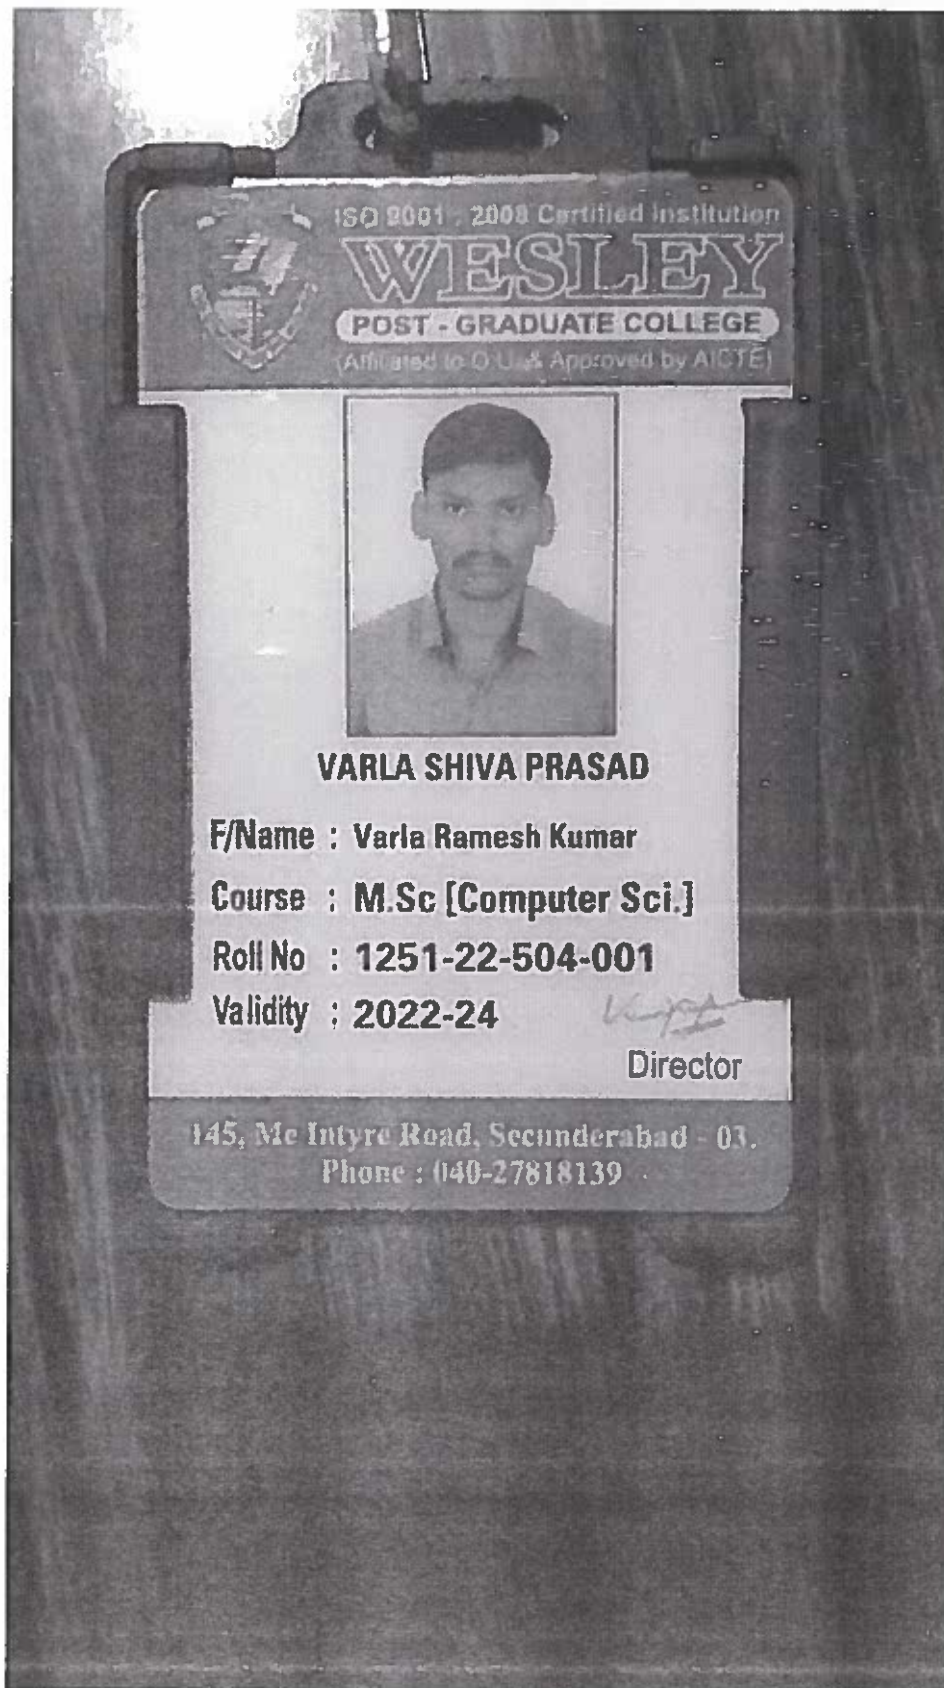 ISO 9001 : 2008 Certified Institution
WESLEY
POST - GRADUATE COLLEGE
(Affiliated to O.U. & Approved by AICTE)
VARLA SHIVA PRASAD
F/Name : Varla Ramesh Kumar
Course : M.Sc [Computer Sci.]
Roll No : 1251-22-504-001
Validity : 2022-24
Director
145, Mc Intyre Road, Secunderabad - 03.
Phone : 040-27818139